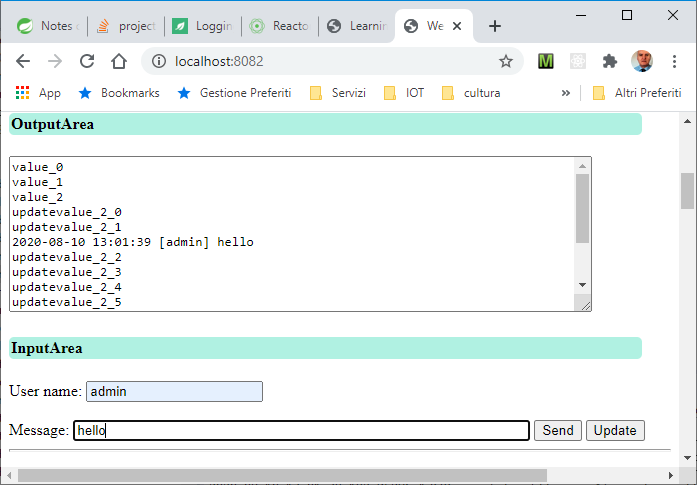 Notes
project
Loggin
Reacto
Learnin
We
localhost:8082
M
App Bookmarks Gestione Preferiti Servizi IOT cultura » Altri Preferiti
OutputArea
value_0
value_1
value_2
updatevalue_2_0
updatevalue_2_1
2020-08-10 13:01:39 [admin] hello
updatevalue_2_2
updatevalue_2_3
updatevalue_2_4
updatevalue_2_5
InputArea
User name: admin
Message: hello Send Update